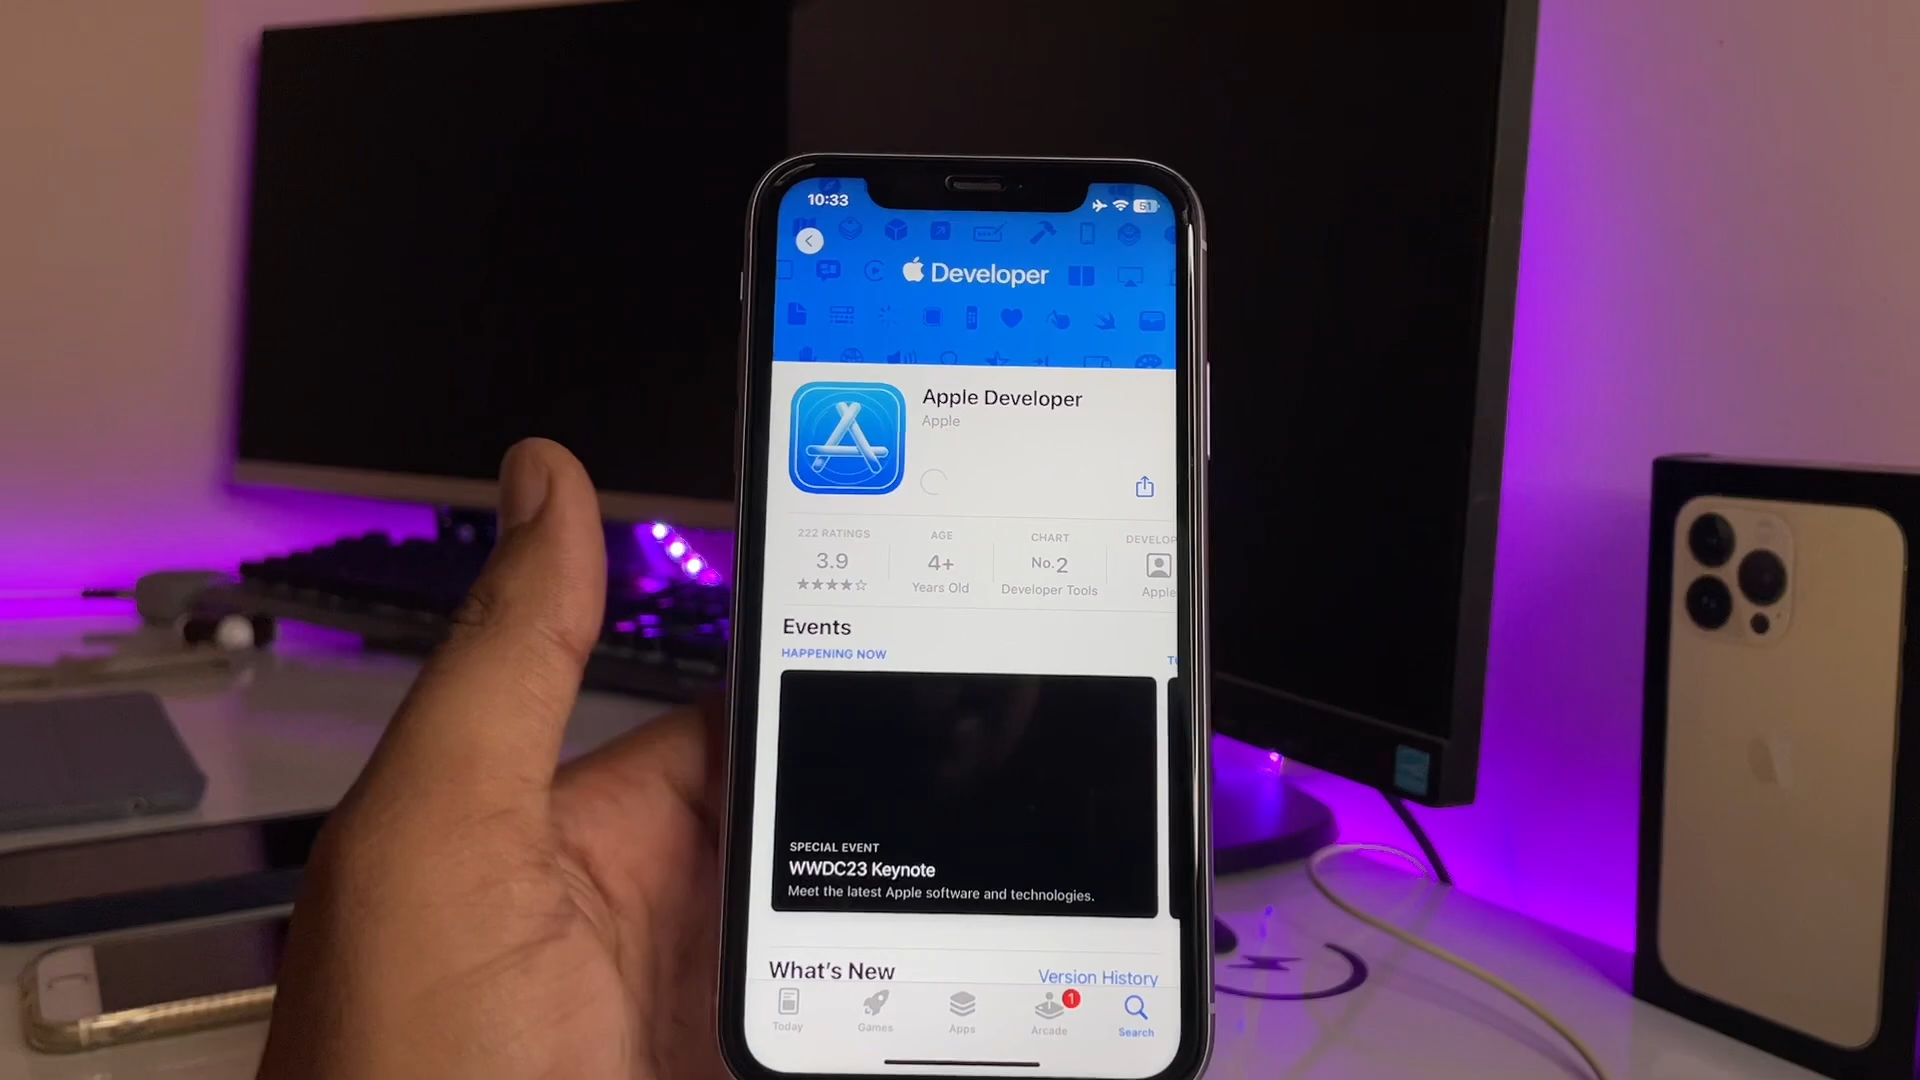 10:33
51
Developer
Apple Developer
Apple
222 RATINGS
3.9
AGE
4+
Years Old
CHART
No.2
Developer Tools
DEVELOP
Apple
Events
HAPPENING NOW
SPECIAL EVENT
WWDC23 Keynote
Meet the latest Apple software and technologies.
What's New
Version History
Today
Games
Apps
Arcade
1
Search